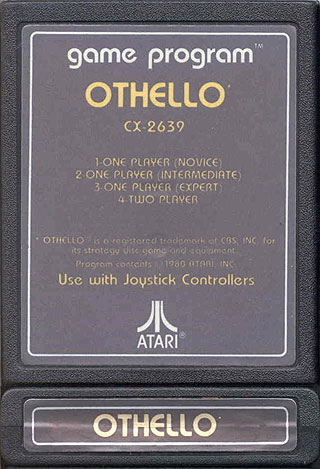 game program™
OTHELLO®
CX-2639
1-ONE PLAYER (NOVICE)
2-ONE PLAYER (INTERMEDIATE)
3-ONE PLAYER (EXPERT)
4 TWO PLAYER
"OTHELLO" is a registered trademark of CBS, INC. for
its strategy disc game and equipment.
Program contents © 1980 ATARI, INC.
Use with Joystick Controllers
ATARI®
OTHELLO